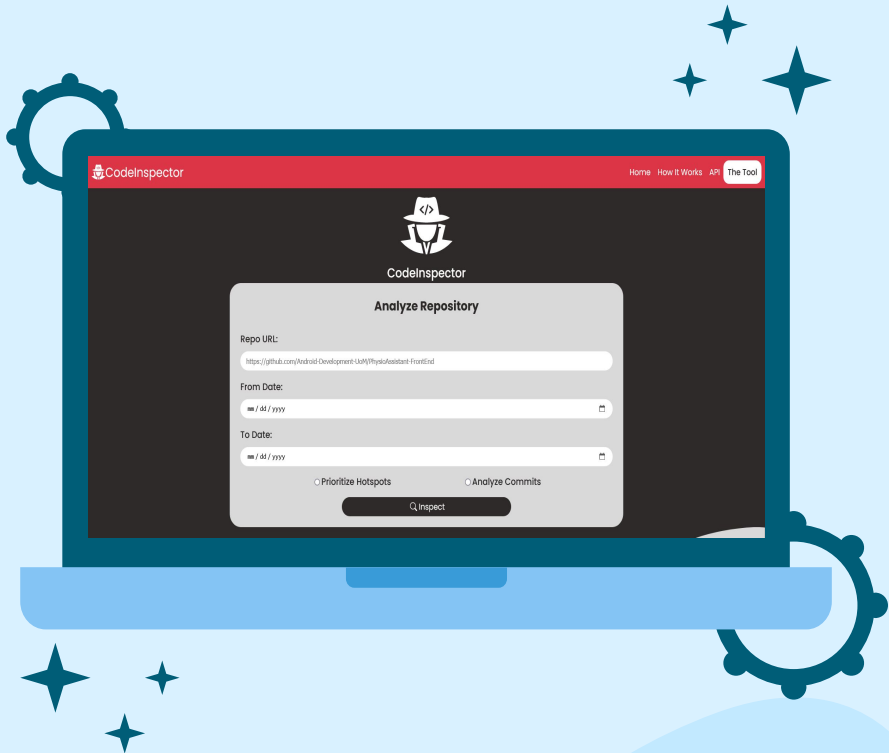 CodeInspector
Home How It Works API The Tool
</>
CodeInspector
Analyze Repository
Repo URL:
https://github.com/Android-Development-UoM/PhysioAssistant-FrontEnd
From Date:
mm / dd / yyyy
To Date:
mm / dd / yyyy
Prioritize Hotspots Analyze Commits
Inspect